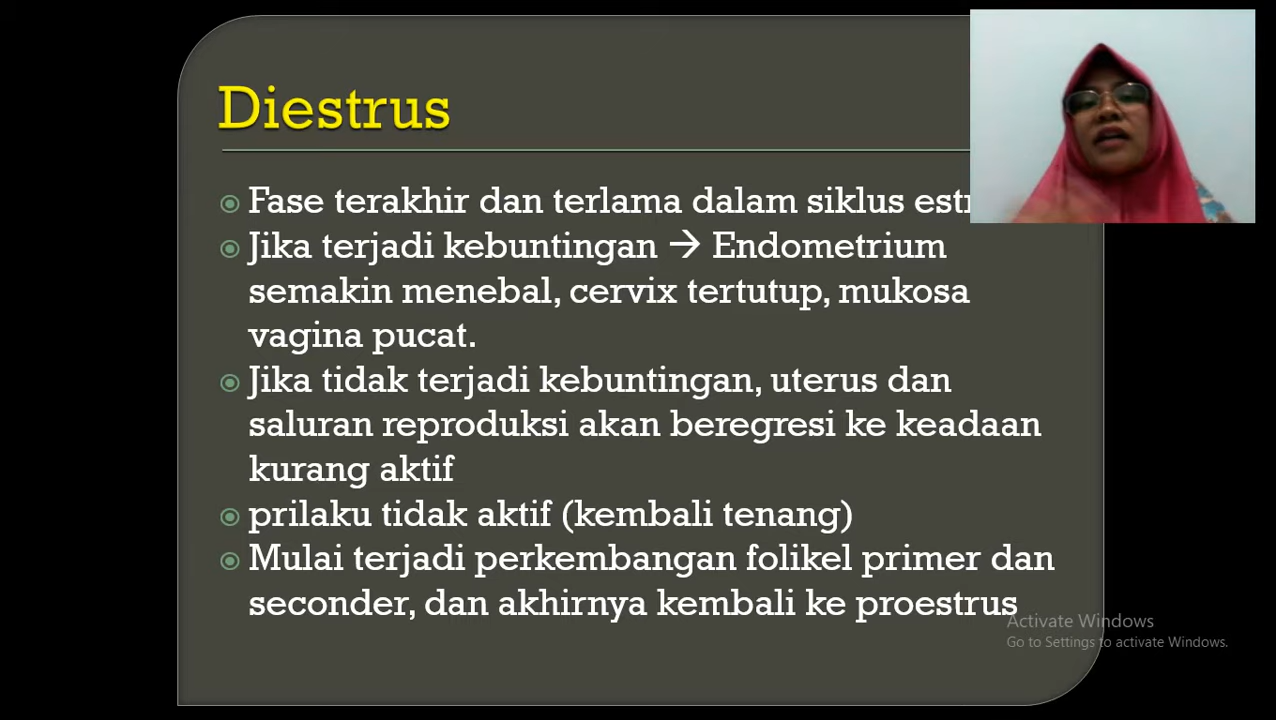 Diestrus
Fase terakhir dan terlama dalam siklus
Jika terjadi kebuntingan → Endometrium
semakin menebal, cervix tertutup, mukosa
vagina pucat.
Jika tidak terjadi kebuntingan, uterus dan
saluran reproduksi akan beregresi ke keadaan
kurang aktif
prilaku tidak aktif (kembali tenang)
Mulai terjadi perkembangan folikel primer dan
seconder, dan akhirnya kembali ke proestrus
Activate Windows
Go to Settings to activate Windows.